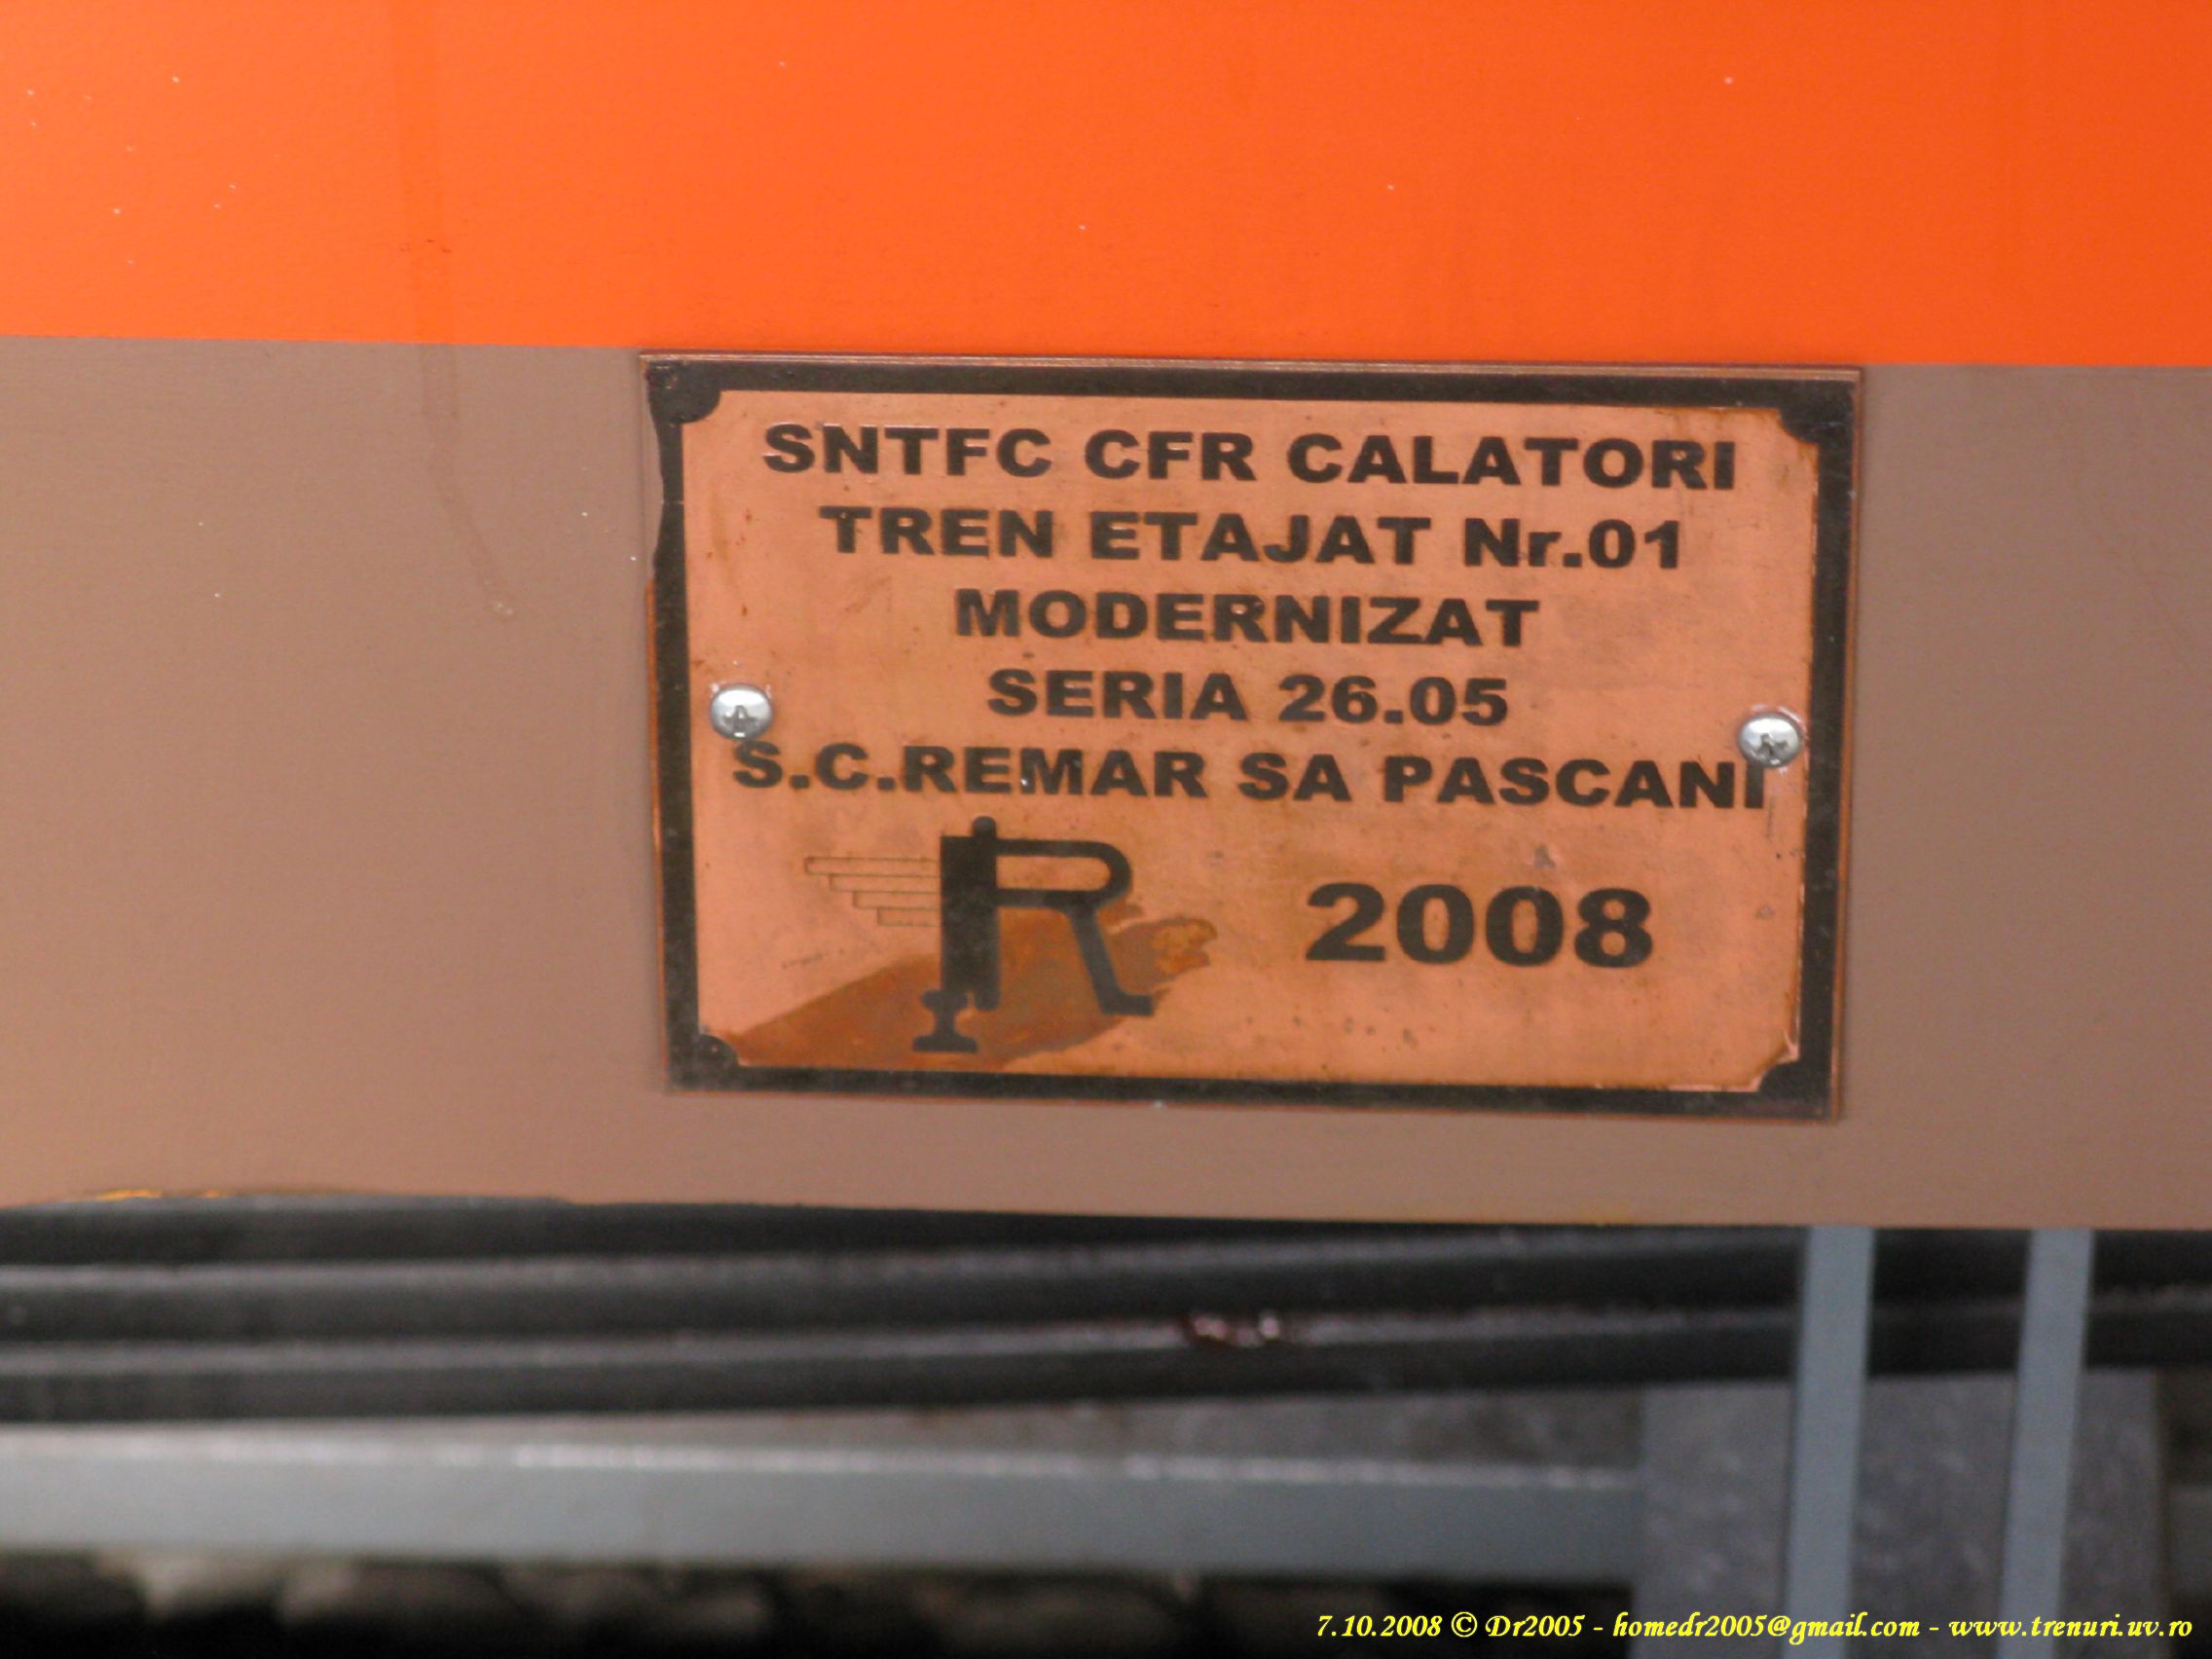 SNTFC CFR CALATORI
TREN ETAJAT Nr.01
MODERNIZAT
SERIA 26.05
S.C.REMAR SA PASCANI
R 2008
7.10.2008 © Dr2005 - homedr2005@gmail.com - www.trenuri.uv.ro